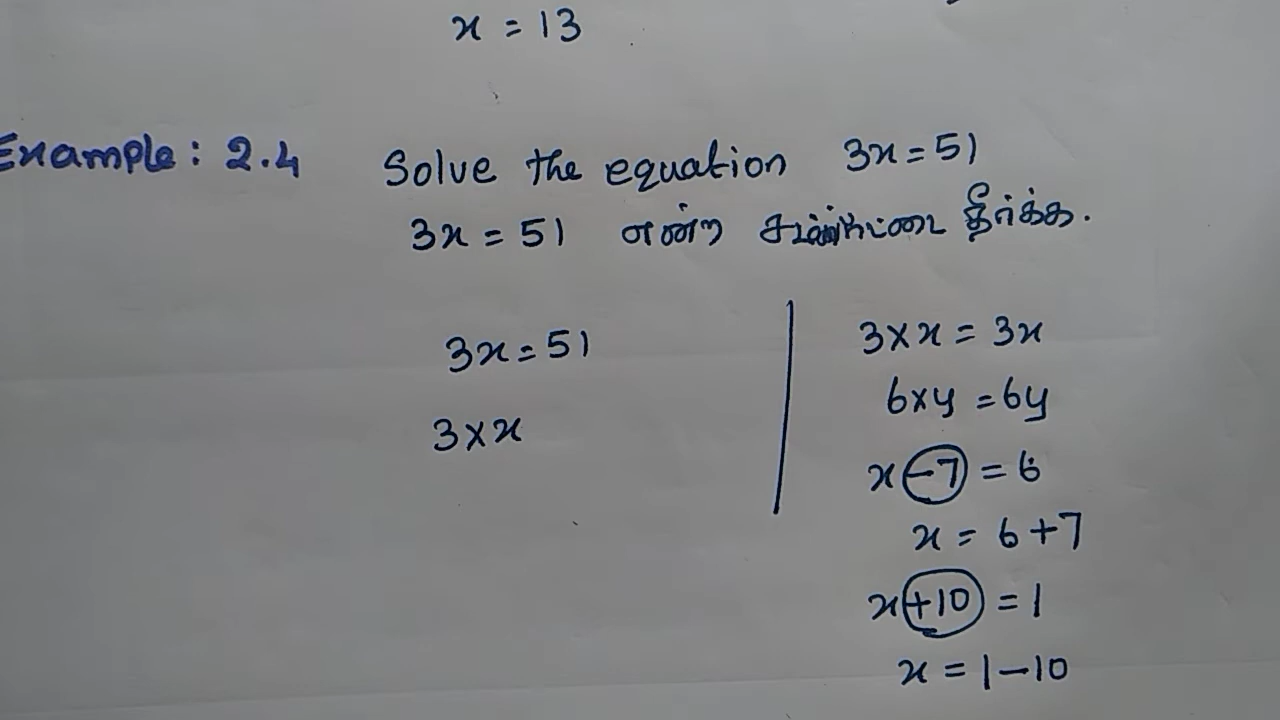 x = 13
Example: 2.4 Solve the equation 3x = 51
3x = 51 என்ற சமன்பாட்டை தீர்க்க.
3x = 51
3 × x
3 × x = 3x
6 × y = 6y
x - 7 = 6
x = 6 + 7
x + 10 = 1
x = 1 - 10